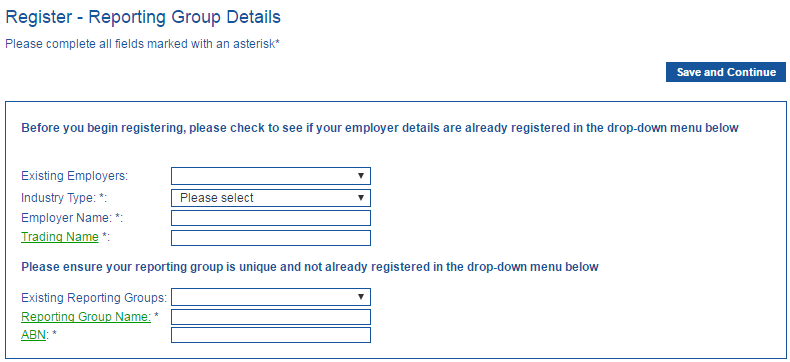 Register - Reporting Group Details
Please complete all fields marked with an asterisk*
Save and Continue
Before you begin registering, please check to see if your employer details are already registered in the drop-down menu below
Existing Employers:
Industry Type: *: Please select
Employer Name: *:
Trading Name *:
Please ensure your reporting group is unique and not already registered in the drop-down menu below
Existing Reporting Groups:
Reporting Group Name: *
ABN: *